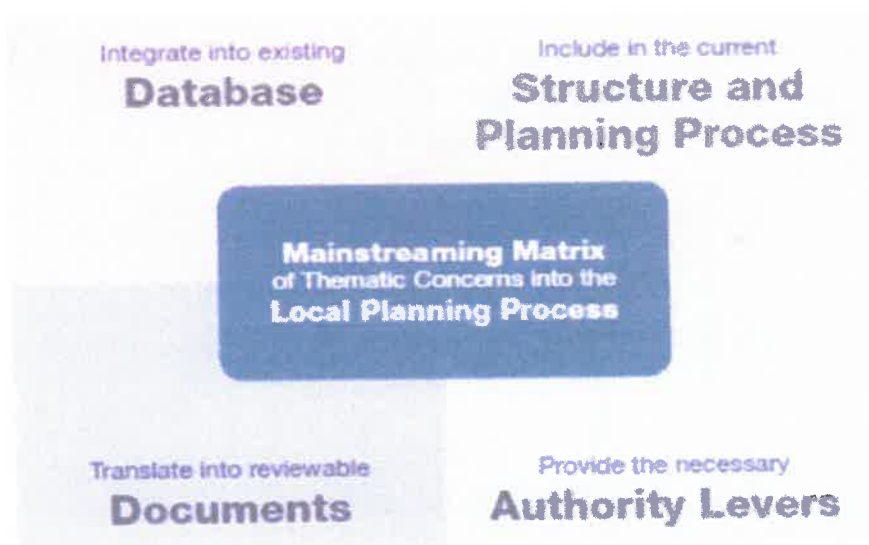 Integrate into existing
Database
Include in the current
Structure and
Planning Process
Mainstreaming Matrix
of Thematic Concerns into the
Local Planning Process
Translate into reviewable
Documents
Provide the necessary
Authority Levers